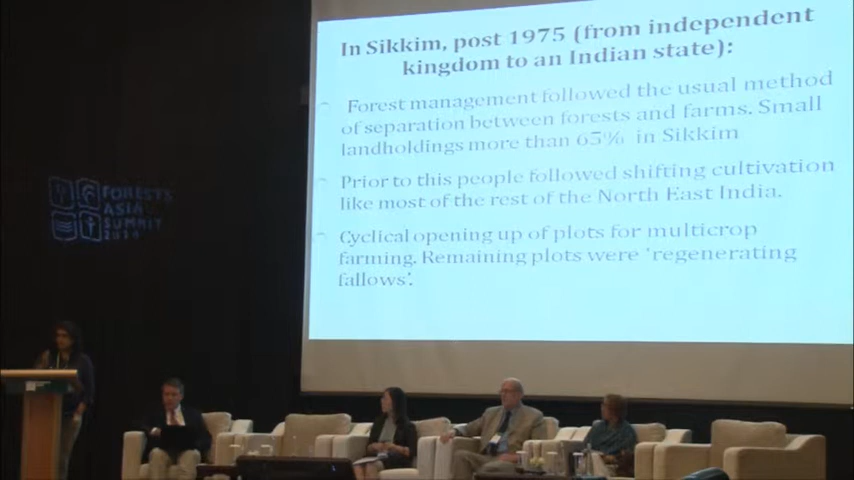 In Sikkim, post 1975 (from independent
kingdom to an Indian state):
Forest management followed the usual method
of separation between forests and farms. Small
landholdings more than 65% in Sikkim
Prior to this people followed shifting cultivation
like most of the rest of the North East India.
Cyclical opening up of plots for multicrop
farming. Remaining plots were 'regenerating
fallows'.
FORESTS
ASIA
SUMMIT
2014